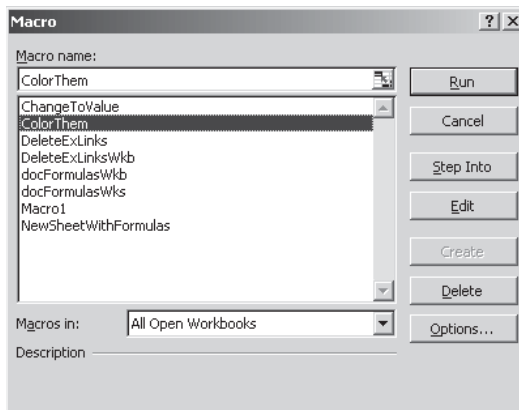 Macro
Macro name:
ColorThem
Run
ChangeToValue
ColorThem
DeleteExLinks
DeleteExLinksWkb
docFormulasWkb
docFormulasWks
Macro1
NewSheetWithFormulas
Cancel
Step Into
Edit
Create
Delete
Macros in: All Open Workbooks
Options...
Description